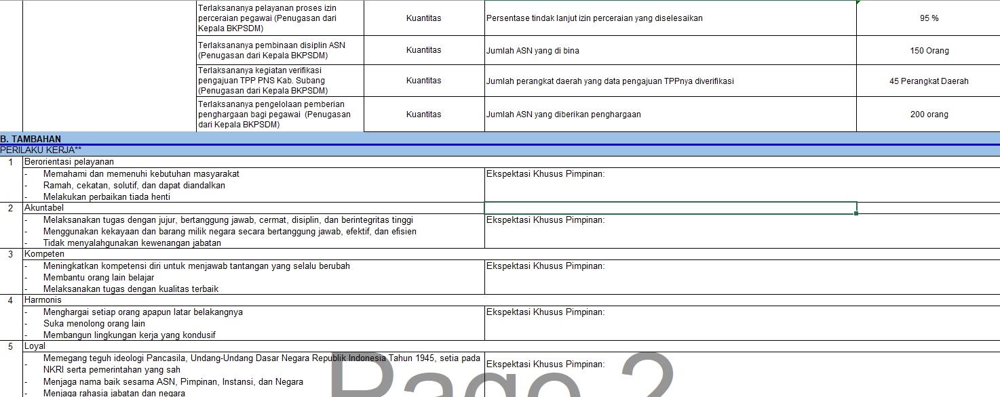 Terlaksananya pelayanan proses izin
perceraian pegawai (Penugasan dari
Kepala BKPSDM)
Kuantitas
Persentase tindak lanjut izin perceraian yang diselesaikan
95 %
Terlaksananya pembinaan disiplin ASN
(Penugasan dari Kepala BKPSDM)
Kuantitas
Jumlah ASN yang di bina
150 Orang
Terlaksananya kegiatan verifikasi
pengajuan TPP PNS Kab. Subang
(Penugasan dari Kepala BKPSDM)
Kuantitas
Jumlah perangkat daerah yang data pengajuan TPPnya diverifikasi
45 Perangkat Daerah
Terlaksananya pengelolaan pemberian
penghargaan bagi pegawai (Penugasan
dari Kepala BKPSDM)
Kuantitas
Jumlah ASN yang diberikan penghargaan
200 orang
B. TAMBAHAN
PERILAKU KERJA**
1 Berorientasi pelayanan
- Memahami dan memenuhi kebutuhan masyarakat
- Ramah, cekatan, solutif, dan dapat diandalkan
- Melakukan perbaikan tiada henti
Ekspektasi Khusus Pimpinan:
2 Akuntabel
- Melaksanakan tugas dengan jujur, bertanggung jawab, cermat, disiplin, dan berintegritas tinggi
- Menggunakan kekayaan dan barang milik negara secara bertanggung jawab, efektif, dan efisien
- Tidak menyalahgunakan kewenangan jabatan
Ekspektasi Khusus Pimpinan:
3 Kompeten
- Meningkatkan kompetensi diri untuk menjawab tantangan yang selalu berubah
- Membantu orang lain belajar
- Melaksanakan tugas dengan kualitas terbaik
Ekspektasi Khusus Pimpinan:
4 Harmonis
- Menghargai setiap orang apapun latar belakangnya
- Suka menolong orang lain
- Membangun lingkungan kerja yang kondusif
Ekspektasi Khusus Pimpinan:
5 Loyal
- Memegang teguh ideologi Pancasila, Undang-Undang Dasar Negara Republik Indonesia Tahun 1945, setia pada
NKRI serta pemerintahan yang sah
- Menjaga nama baik sesama ASN, Pimpinan, Instansi, dan Negara
- Menjaga rahasia jabatan dan negara
Ekspektasi Khusus Pimpinan:
Page 2